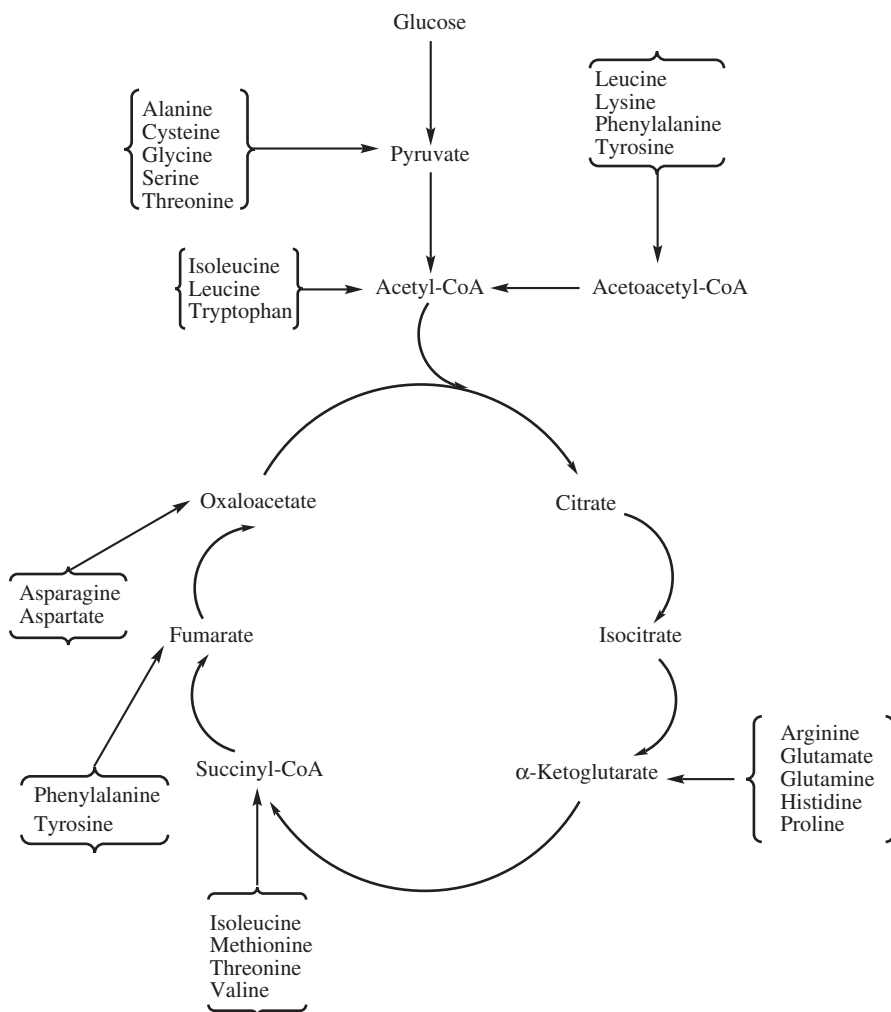 Glucose
Alanine
Cysteine
Glycine
Serine
Threonine
Pyruvate
Leucine
Lysine
Phenylalanine
Tyrosine
Isoleucine
Leucine
Tryptophan
Acetyl-CoA
Acetoacetyl-CoA
Oxaloacetate
Citrate
Asparagine
Aspartate
Fumarate
Isocitrate
Succinyl-CoA
α-Ketoglutarate
Arginine
Glutamate
Glutamine
Histidine
Proline
Phenylalanine
Tyrosine
Isoleucine
Methionine
Threonine
Valine